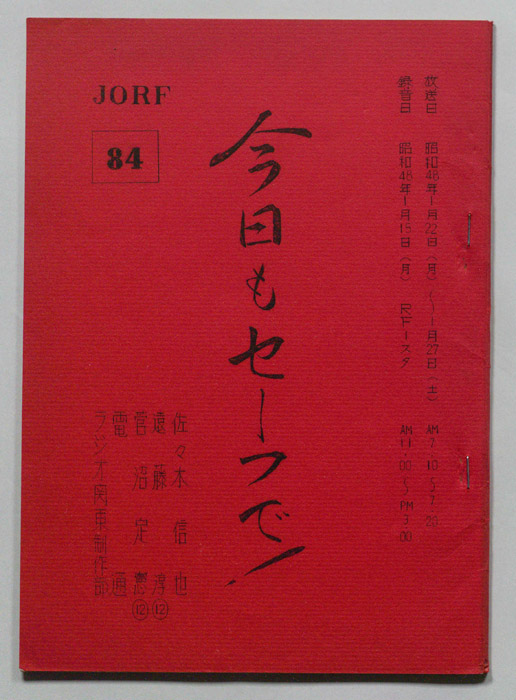 JORF
84
放送日 昭和48年1月22日(月)〜1月27日(土) AM7:10〜7:20
録音日 昭和48年1月15日(月) RFースタ AM11:00〜PM3:00
今日もセーフで!
佐々木信也
遠藤淳⑫
菅沼定憲⑫
電通
ラジオ関東制作部